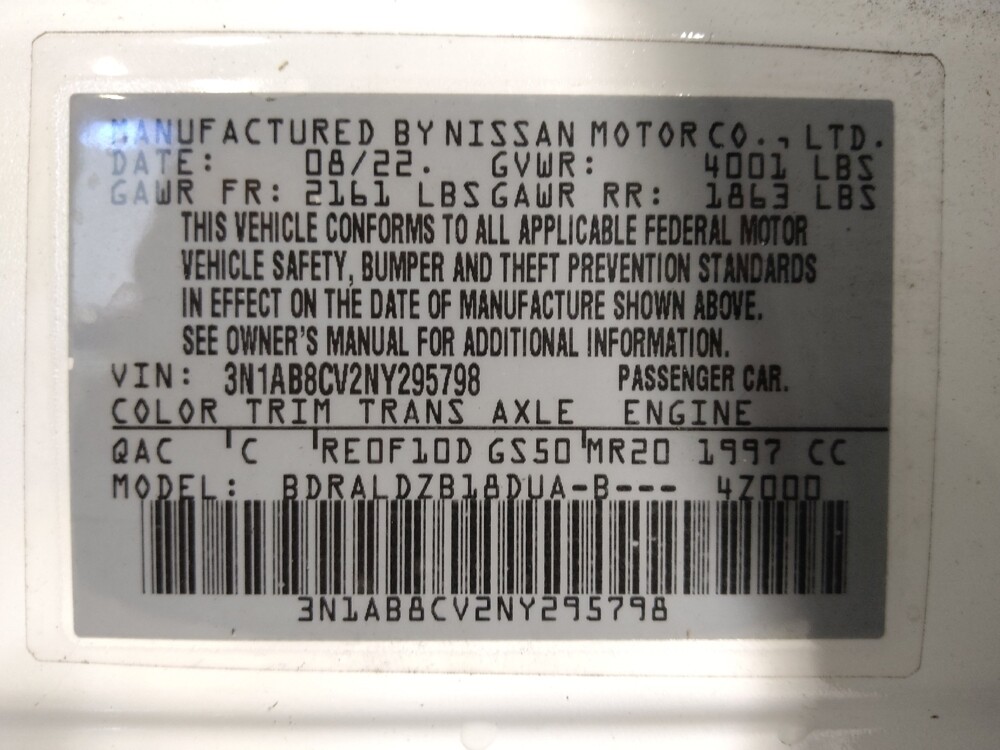 MANUFACTURED BY NISSAN MOTOR CO., LTD.
DATE: 08/22. GVWR: 4001 LBS
GAWR FR: 2161 LBS GAWR RR: 1863 LBS
THIS VEHICLE CONFORMS TO ALL APPLICABLE FEDERAL MOTOR
VEHICLE SAFETY, BUMPER AND THEFT PREVENTION STANDARDS
IN EFFECT ON THE DATE OF MANUFACTURE SHOWN ABOVE.
SEE OWNER'S MANUAL FOR ADDITIONAL INFORMATION.
VIN: 3N1AB8CV2NY295798 PASSENGER CAR.
COLOR TRIM TRANS AXLE ENGINE
QAC C RE0F10D GS50 MR20 1997 CC
MODEL: BDRALDZB18DUA-B--- 4Z000
3N1AB8CV2NY295798